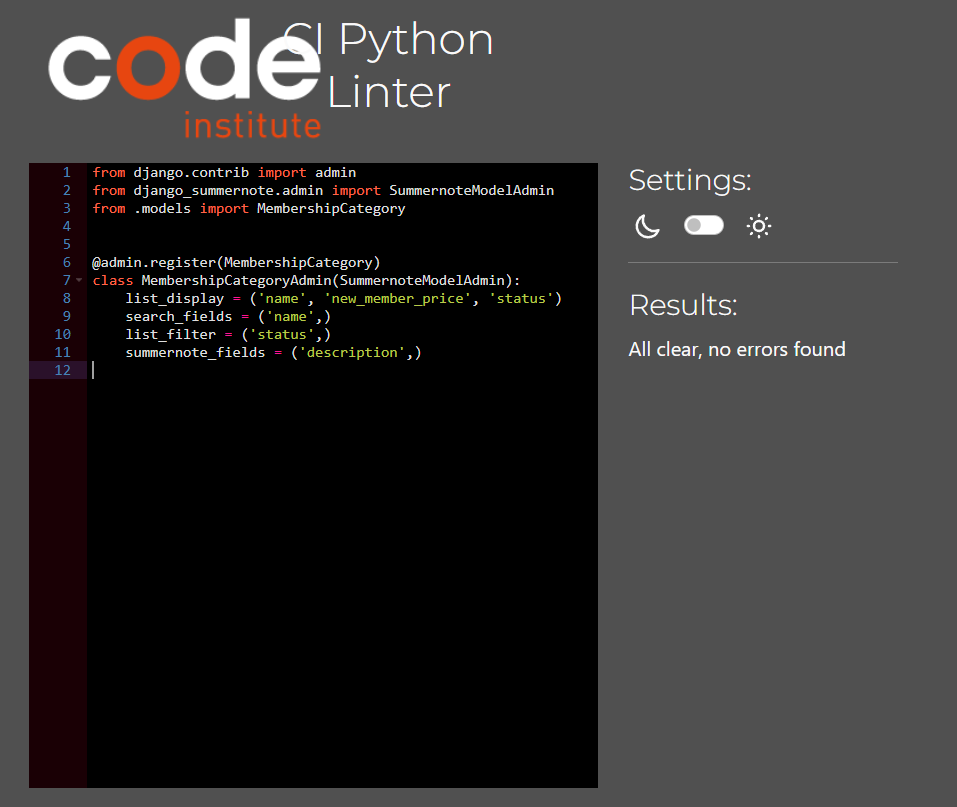 code
institute
CI Python
Linter
1 from django.contrib import admin
2 from django_summernote.admin import SummernoteModelAdmin
3 from .models import MembershipCategory
4
5
6 @admin.register(MembershipCategory)
7 class MembershipCategoryAdmin(SummernoteModelAdmin):
8     list_display = ('name', 'new_member_price', 'status')
9     search_fields = ('name',)
10     list_filter = ('status',)
11     summernote_fields = ('description',)
12
Settings:
Results:
All clear, no errors found